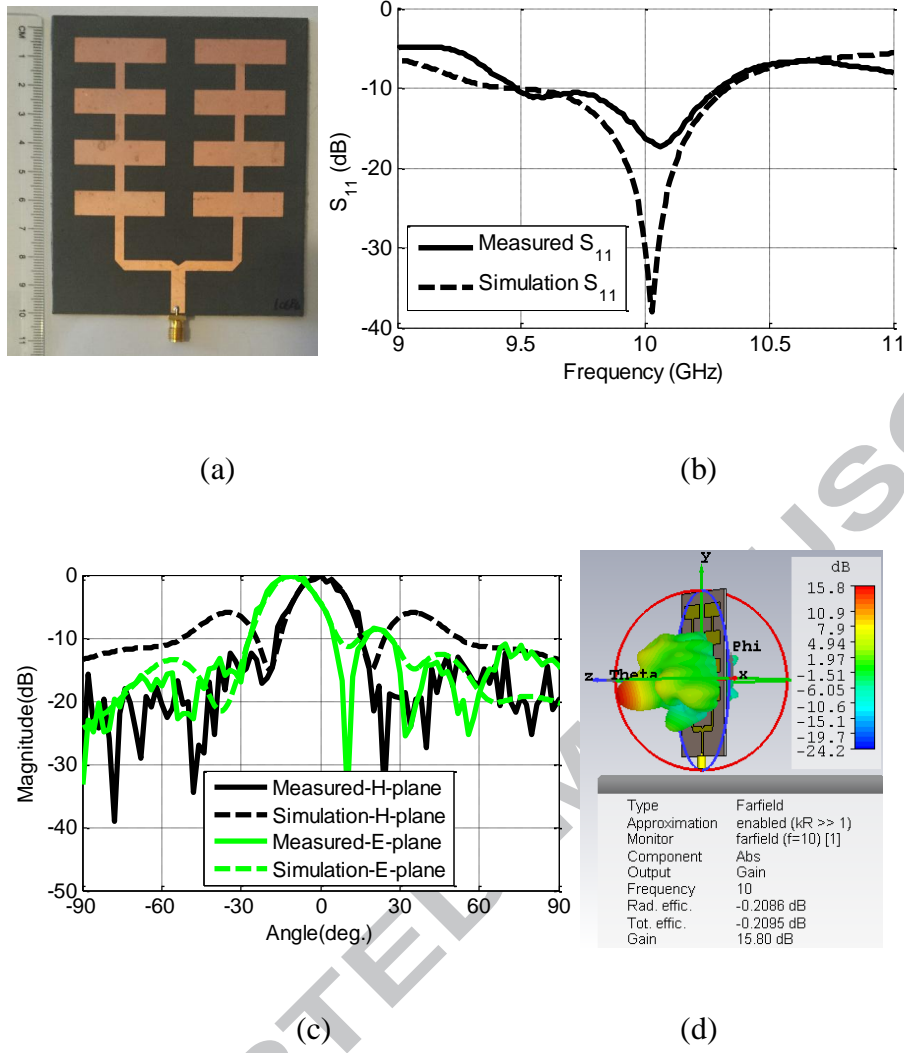 CM 1 2 3 4 5 6 7 8 9 10 11
0
-10
-20
-30
-40
S11 (dB)
Measured S11
Simulation S11
9 9.5 10 10.5 11
Frequency (GHz)
(a)
(b)
0
-10
-20
-30
-40
-50
Magnitude(dB)
Measured-H-plane
Simulation-H-plane
Measured-E-plane
Simulation-E-plane
-90 -60 -30 0 30 60 90
Angle(deg.)
y
Phi
z Theta x
dB
15.8
10.9
7.9
4.94
1.97
-1.51
-6.05
-10.6
-15.1
-19.7
-24.2
Type Farfield
Approximation enabled (kR >> 1)
Monitor farfield (f=10) [1]
Component Abs
Output Gain
Frequency 10
Rad. effic. -0.2086 dB
Tot. effic. -0.2095 dB
Gain 15.80 dB
(c)
(d)